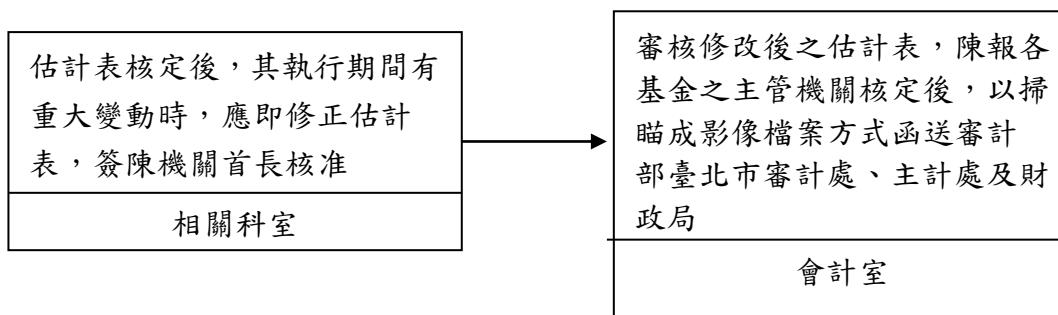 估計表核定後，其執行期間有
重大變動時，應即修正估計
表，簽陳機關首長核准
相關科室
審核修改後之估計表，陳報各
基金之主管機關核定後，以掃
瞄成影像檔案方式函送審計
部臺北市審計處、主計處及財
政局
會計室